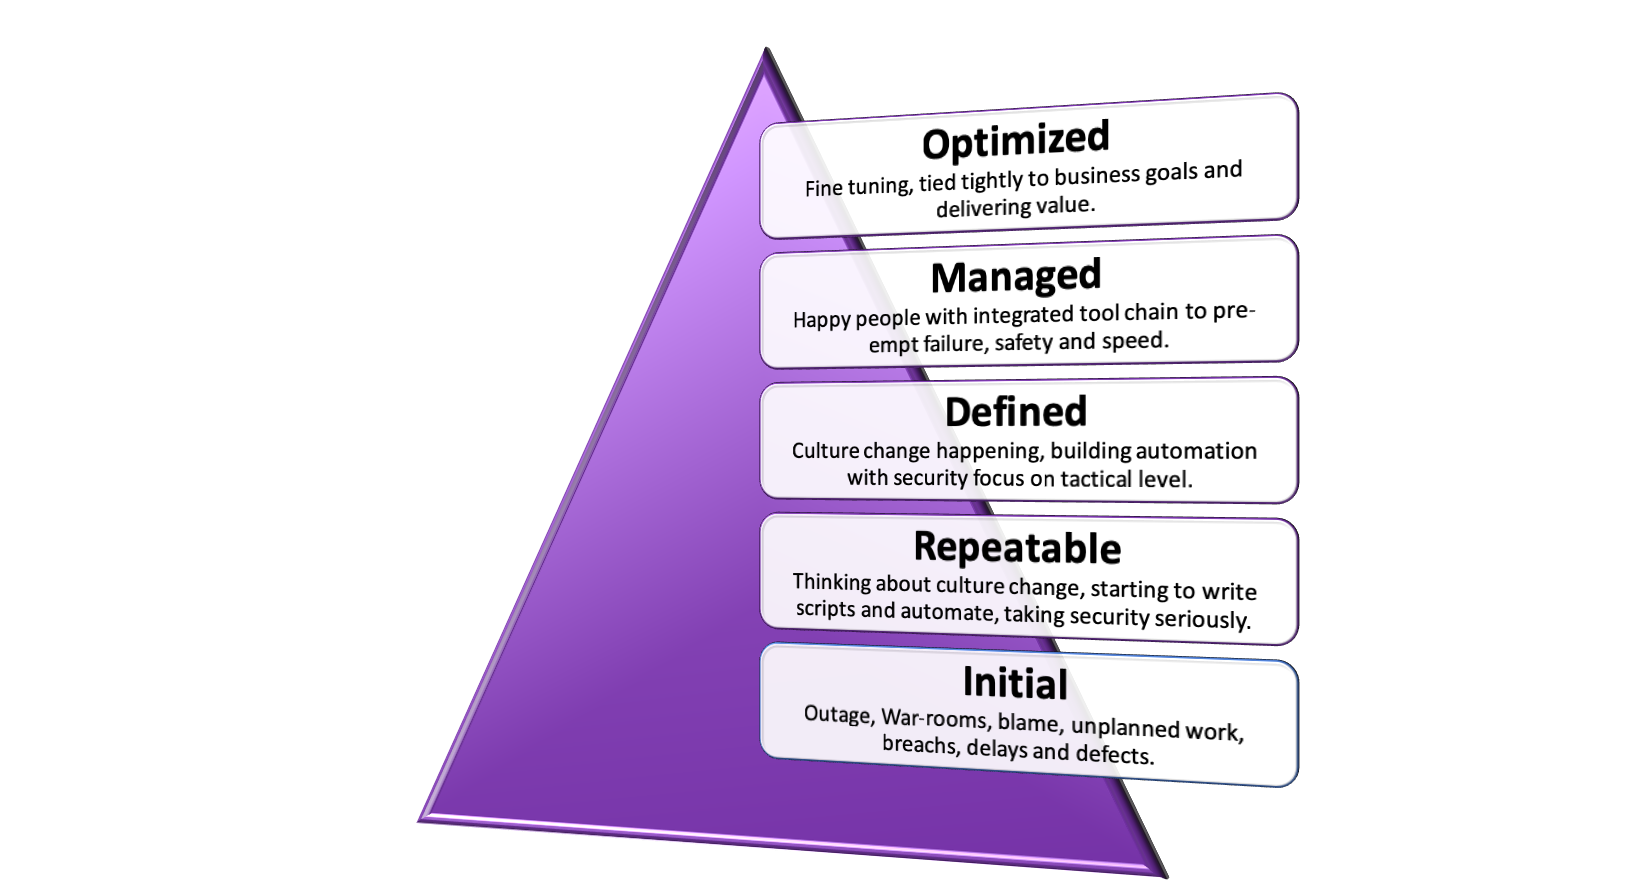 Optimized
Fine tuning, tied tightly to business goals and
delivering value.
Managed
Happy people with integrated tool chain to pre-
empt failure, safety and speed.
Defined
Culture change happening, building automation
with security focus on tactical level.
Repeatable
Thinking about culture change, starting to write
scripts and automate, taking security seriously.
Initial
Outage, War-rooms, blame, unplanned work,
breachs, delays and defects.